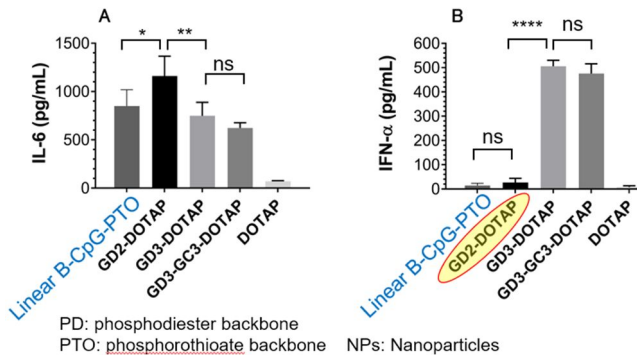 A
* ** ns
1500
1000
500
0
IL-6 (pg/mL)
Linear B-CpG-PTO
GD2-DOTAP
GD3-DOTAP
GD3-GC3-DOTAP
DOTAP
B
**** ns
ns
600
500
400
300
200
100
0
IFN-α (pg/mL)
Linear B-CpG-PTO
GD2-DOTAP
GD3-DOTAP
GD3-GC3-DOTAP
DOTAP
PD: phosphodiester backbone
PTO: phosphorothioate backbone NPs: Nanoparticles